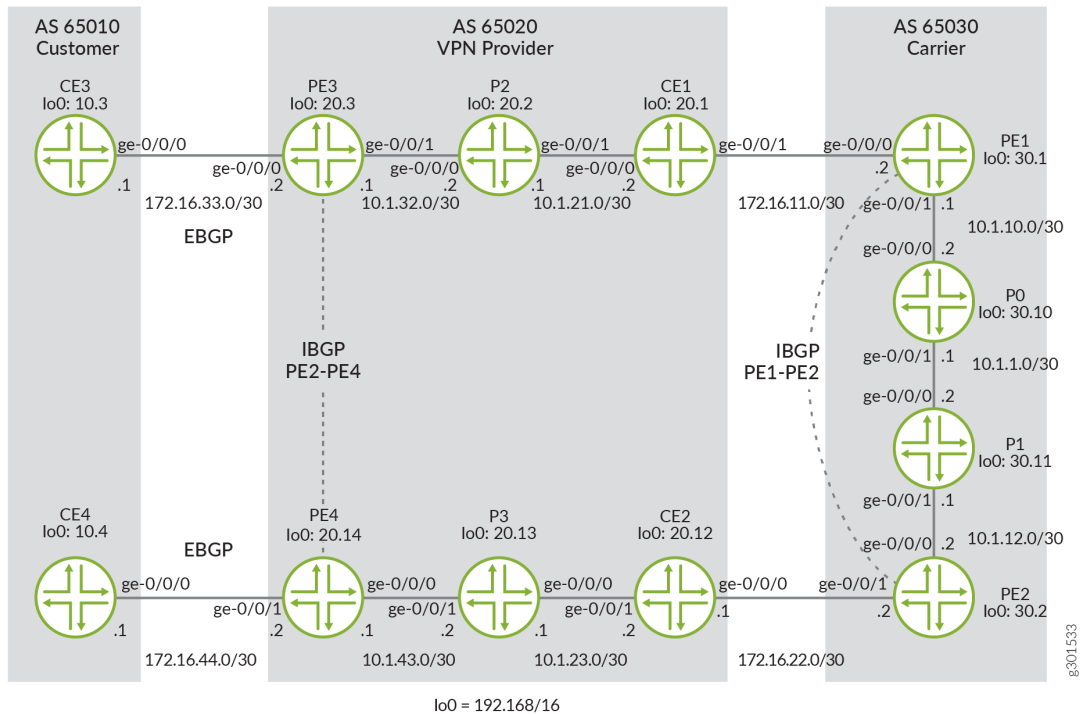 AS 65010
Customer
AS 65020
VPN Provider
AS 65030
Carrier
CE3
lo0: 10.3
PE3
lo0: 20.3
P2
lo0: 20.2
CE1
lo0: 20.1
PE1
lo0: 30.1
ge-0/0/0
ge-0/0/0
ge-0/0/1
ge-0/0/0
ge-0/0/1
ge-0/0/0
ge-0/0/1
ge-0/0/0
.1
.2
.1
.2
.1
.2
.2
172.16.33.0/30
10.1.32.0/30
10.1.21.0/30
172.16.11.0/30
EBGP
ge-0/0/1
.1
10.1.10.0/30
ge-0/0/0
.2
P0
lo0: 30.10
IBGP
PE2-PE4
IBGP
PE1-PE2
ge-0/0/1
.1
10.1.1.0/30
ge-0/0/0
.2
P1
lo0: 30.11
ge-0/0/1
.1
10.1.12.0/30
ge-0/0/0
.2
CE4
lo0: 10.4
EBGP
PE4
lo0: 20.14
P3
lo0: 20.13
CE2
lo0: 20.12
PE2
lo0: 30.2
ge-0/0/0
ge-0/0/1
ge-0/0/0
ge-0/0/1
ge-0/0/0
ge-0/0/1
ge-0/0/0
ge-0/0/1
.1
.2
.1
.2
.1
.2
.1
.2
172.16.44.0/30
10.1.43.0/30
10.1.23.0/30
172.16.22.0/30
lo0 = 192.168/16
g301533